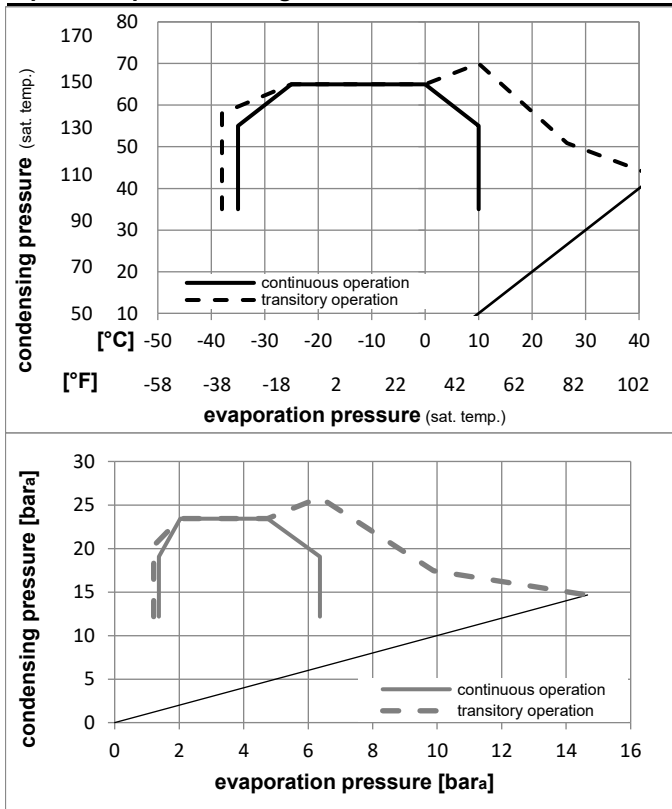 condensing pressure (sat. temp.)
170 80
70
150 60
130 50
110 40
90 30
70 20
50 10
continuous operation
transitory operation
[°C] -50 -40 -30 -20 -10 0 10 20 30 40
[°F] -58 -38 -18 2 22 42 62 82 102
evaporation pressure (sat. temp.)
condensing pressure [bara]
30
25
20
15
10
5
0
continuous operation
transitory operation
0 2 4 6 8 10 12 14 16
evaporation pressure [bara]